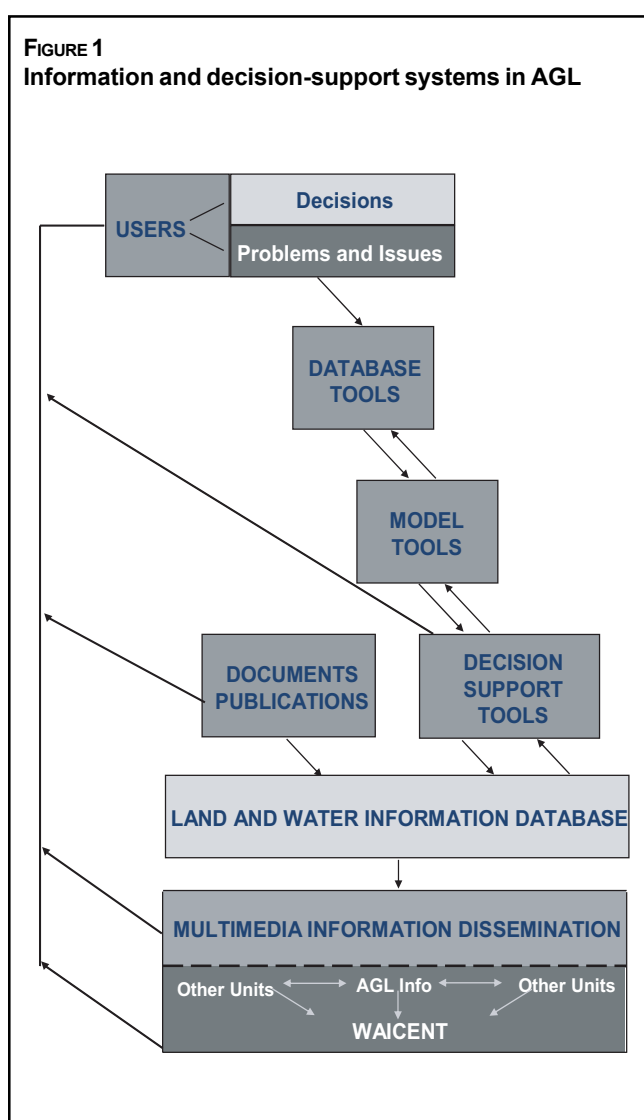 FIGURE 1
Information and decision-support systems in AGL
USERS
Decisions
Problems and Issues
DATABASE
TOOLS
MODEL
TOOLS
DOCUMENTS
PUBLICATIONS
DECISION
SUPPORT
TOOLS
LAND AND WATER INFORMATION DATABASE
MULTIMEDIA INFORMATION DISSEMINATION
Other Units AGL Info Other Units
WAICENT